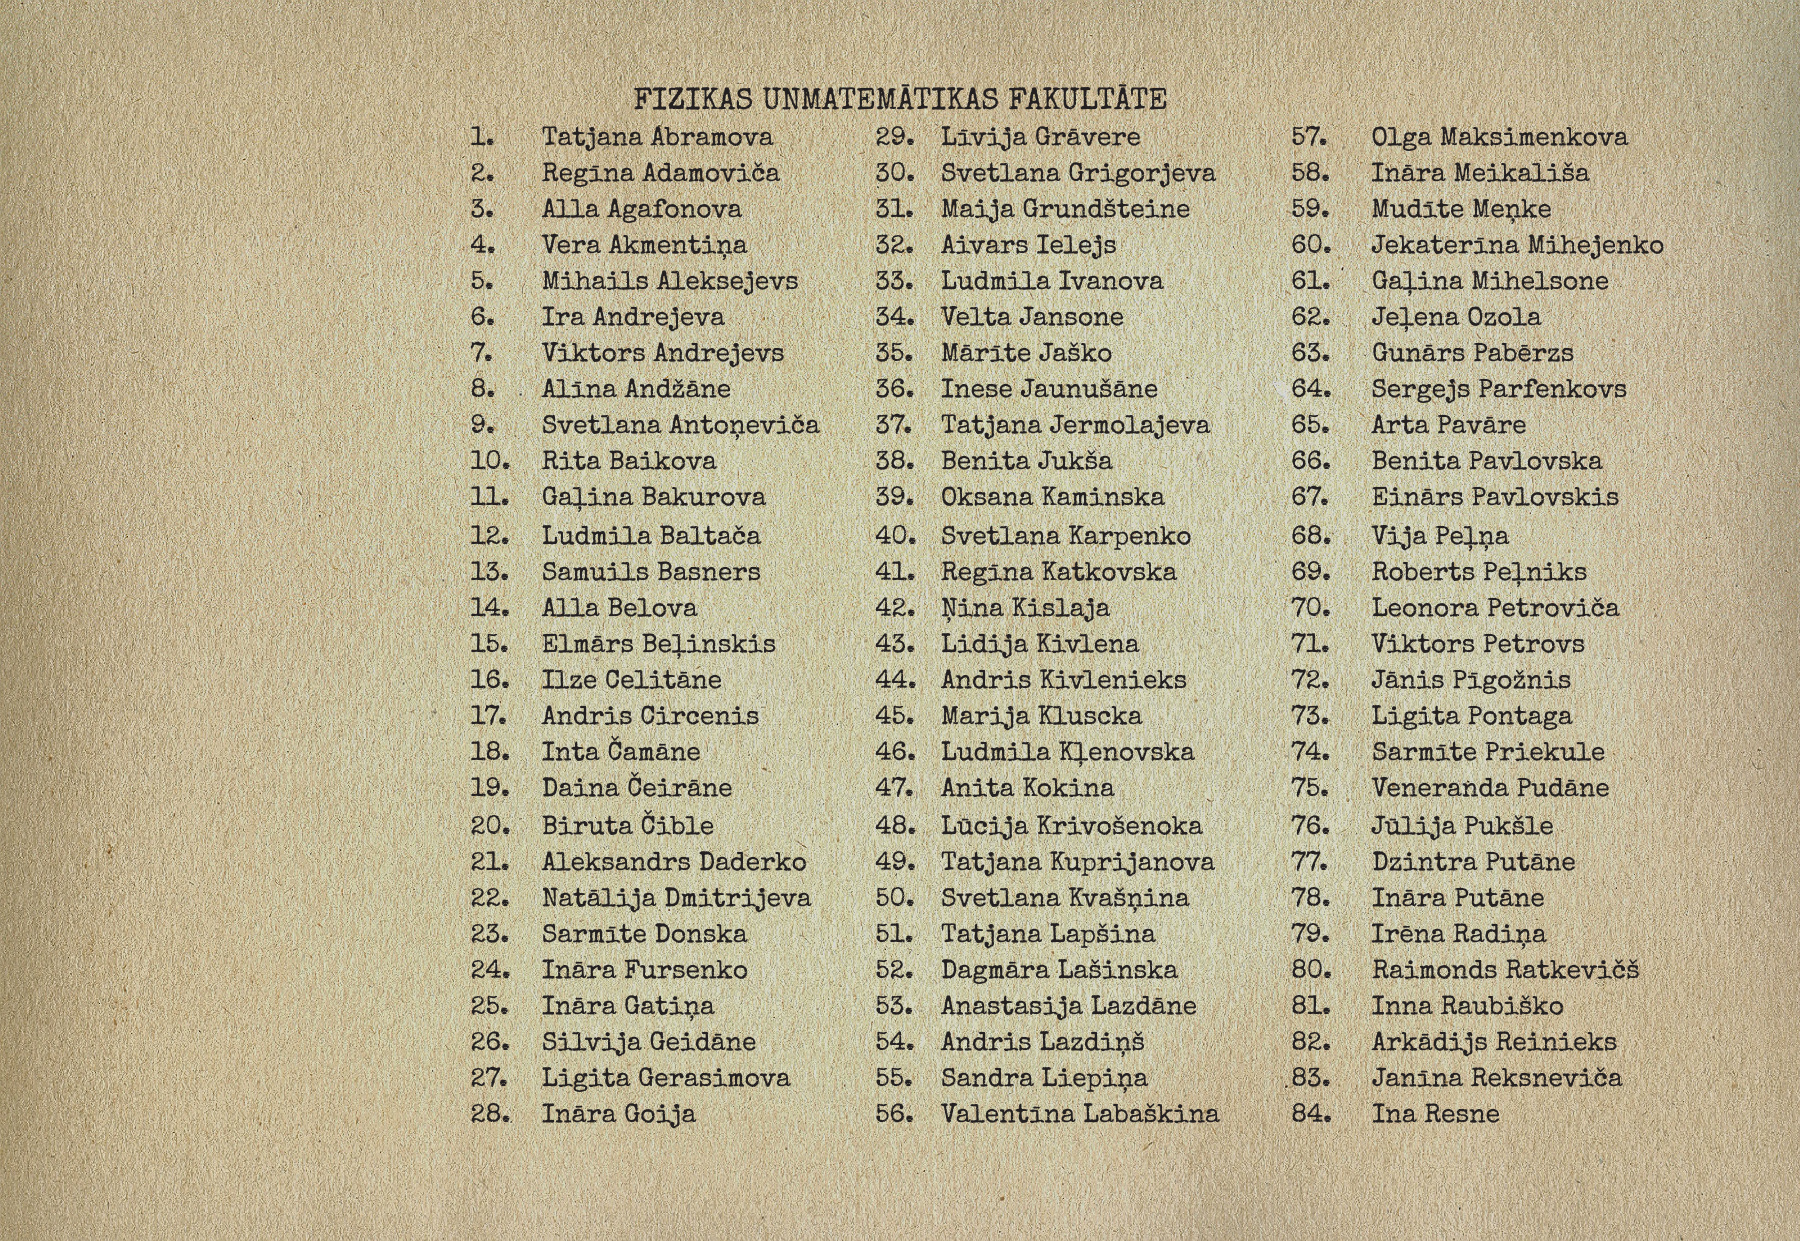 FIZIKAS UNMATEMĀTIKAS FAKULTĀTE
1. Tatjana Ābramova
2. Regīna Adamoviča
3. Alla Agafonova
4. Vera Akmentiņa
5. Mihails Aleksejevs
6. Ira Andrejeva
7. Viktors Andrejevs
8. Alīna Andžāne
9. Svetlana Antoņeviča
10. Rita Baikova
11. Gaļina Bakurova
12. Ludmila Baltača
13. Samuils Basners
14. Alla Belova
15. Elmārs Beļinskis
16. Ilze Celitāne
17. Andris Circenis
18. Inta Čamāne
19. Daina Čeirāne
20. Biruta Čible
21. Aleksandrs Daderko
22. Natālija Dmitrijeva
23. Sarmīte Donska
24. Ināra Fursenko
25. Ināra Gatiņa
26. Silvija Geidāne
27. Ligita Gerasimova
28. Ināra Goija
29. Līvija Grāvere
30. Svetlana Grigorjeva
31. Maija Grundšteine
32. Aivars Ielejs
33. Ludmila Ivanova
34. Velta Jansone
35. Mārīte Jaško
36. Inese Jaunušāne
37. Tatjana Jermolajeva
38. Benita Jukša
39. Oksana Kaminska
40. Svetlana Karpenko
41. Regīna Katkovska
42. Ņina Kislaja
43. Lidija Kivlena
44. Andris Kivlenieks
45. Marija Kluscka
46. Ludmila Kļenovska
47. Anita Kokina
48. Lūcija Krivošenoka
49. Tatjana Kuprijanova
50. Svetlana Kvašņina
51. Tatjana Lapšina
52. Dagmāra Lašinska
53. Anastasija Lazdāne
54. Andris Lazdiņš
55. Sandra Liepiņa
56. Valentīna Labaškina
57. Olga Maksimenkova
58. Ināra Meikališa
59. Mudīte Meņke
60. Jekaterīna Mihejenko
61. Gaļina Mihelsone
62. Jeļena Ozola
63. Gunārs Pabērzs
64. Sergejs Parfenkovs
65. Arta Pavāre
66. Benita Pavlovska
67. Einārs Pavlovskis
68. Vija Peļņa
69. Roberts Peļniks
70. Leonora Petroviča
71. Viktors Petrovs
72. Jānis Pīgožnis
73. Ligita Pontaga
74. Sarmīte Priekule
75. Veneranda Pudāne
76. Jūlija Pukšle
77. Dzintra Putāne
78. Ināra Putāne
79. Irēna Radiņa
80. Raimonds Ratkevičš
81. Inna Raubiško
82. Arkādijs Reinieks
83. Janīna Reksneviča
84. Ina Resne